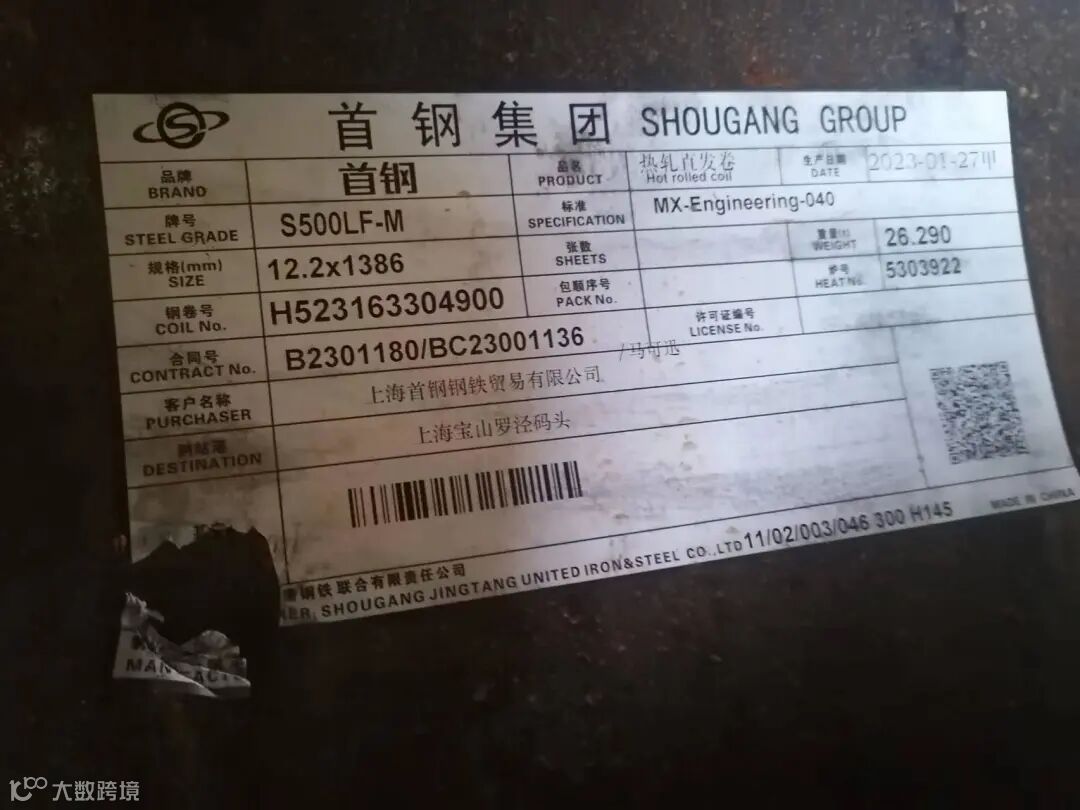 首钢集团 SHOUGANG GROUP
品牌 首钢 品名 热轧直发卷 生产日期 2023-01-27
BRAND PRODUCT Hot rolled coil DATE
牌号 S500LF-M 标准 MX-Engineering-040
STEEL GRADE SPECIFICATION
规格(mm) 12.2x1386 张数 重量(t) 26.290
SIZE SHEETS WEIGHT
钢卷号 H523163304900 包顺序号 炉号 5303922
COIL No. PACK No. HEAT No.
合同号 B2301180/BC23001136 许可证编号
CONTRACT No. LICENSE No.
客户名称 上海首钢钢铁贸易有限公司 /马可迅
PURCHASER
到站港 上海宝山罗泾码头
DESTINATION
钢铁联合有限责任公司
SHOUGANG JINGTANG UNITED IRON&STEEL CO.,LTD 11/02/003/046 300 H145 MADE IN CHINA
大数跨境